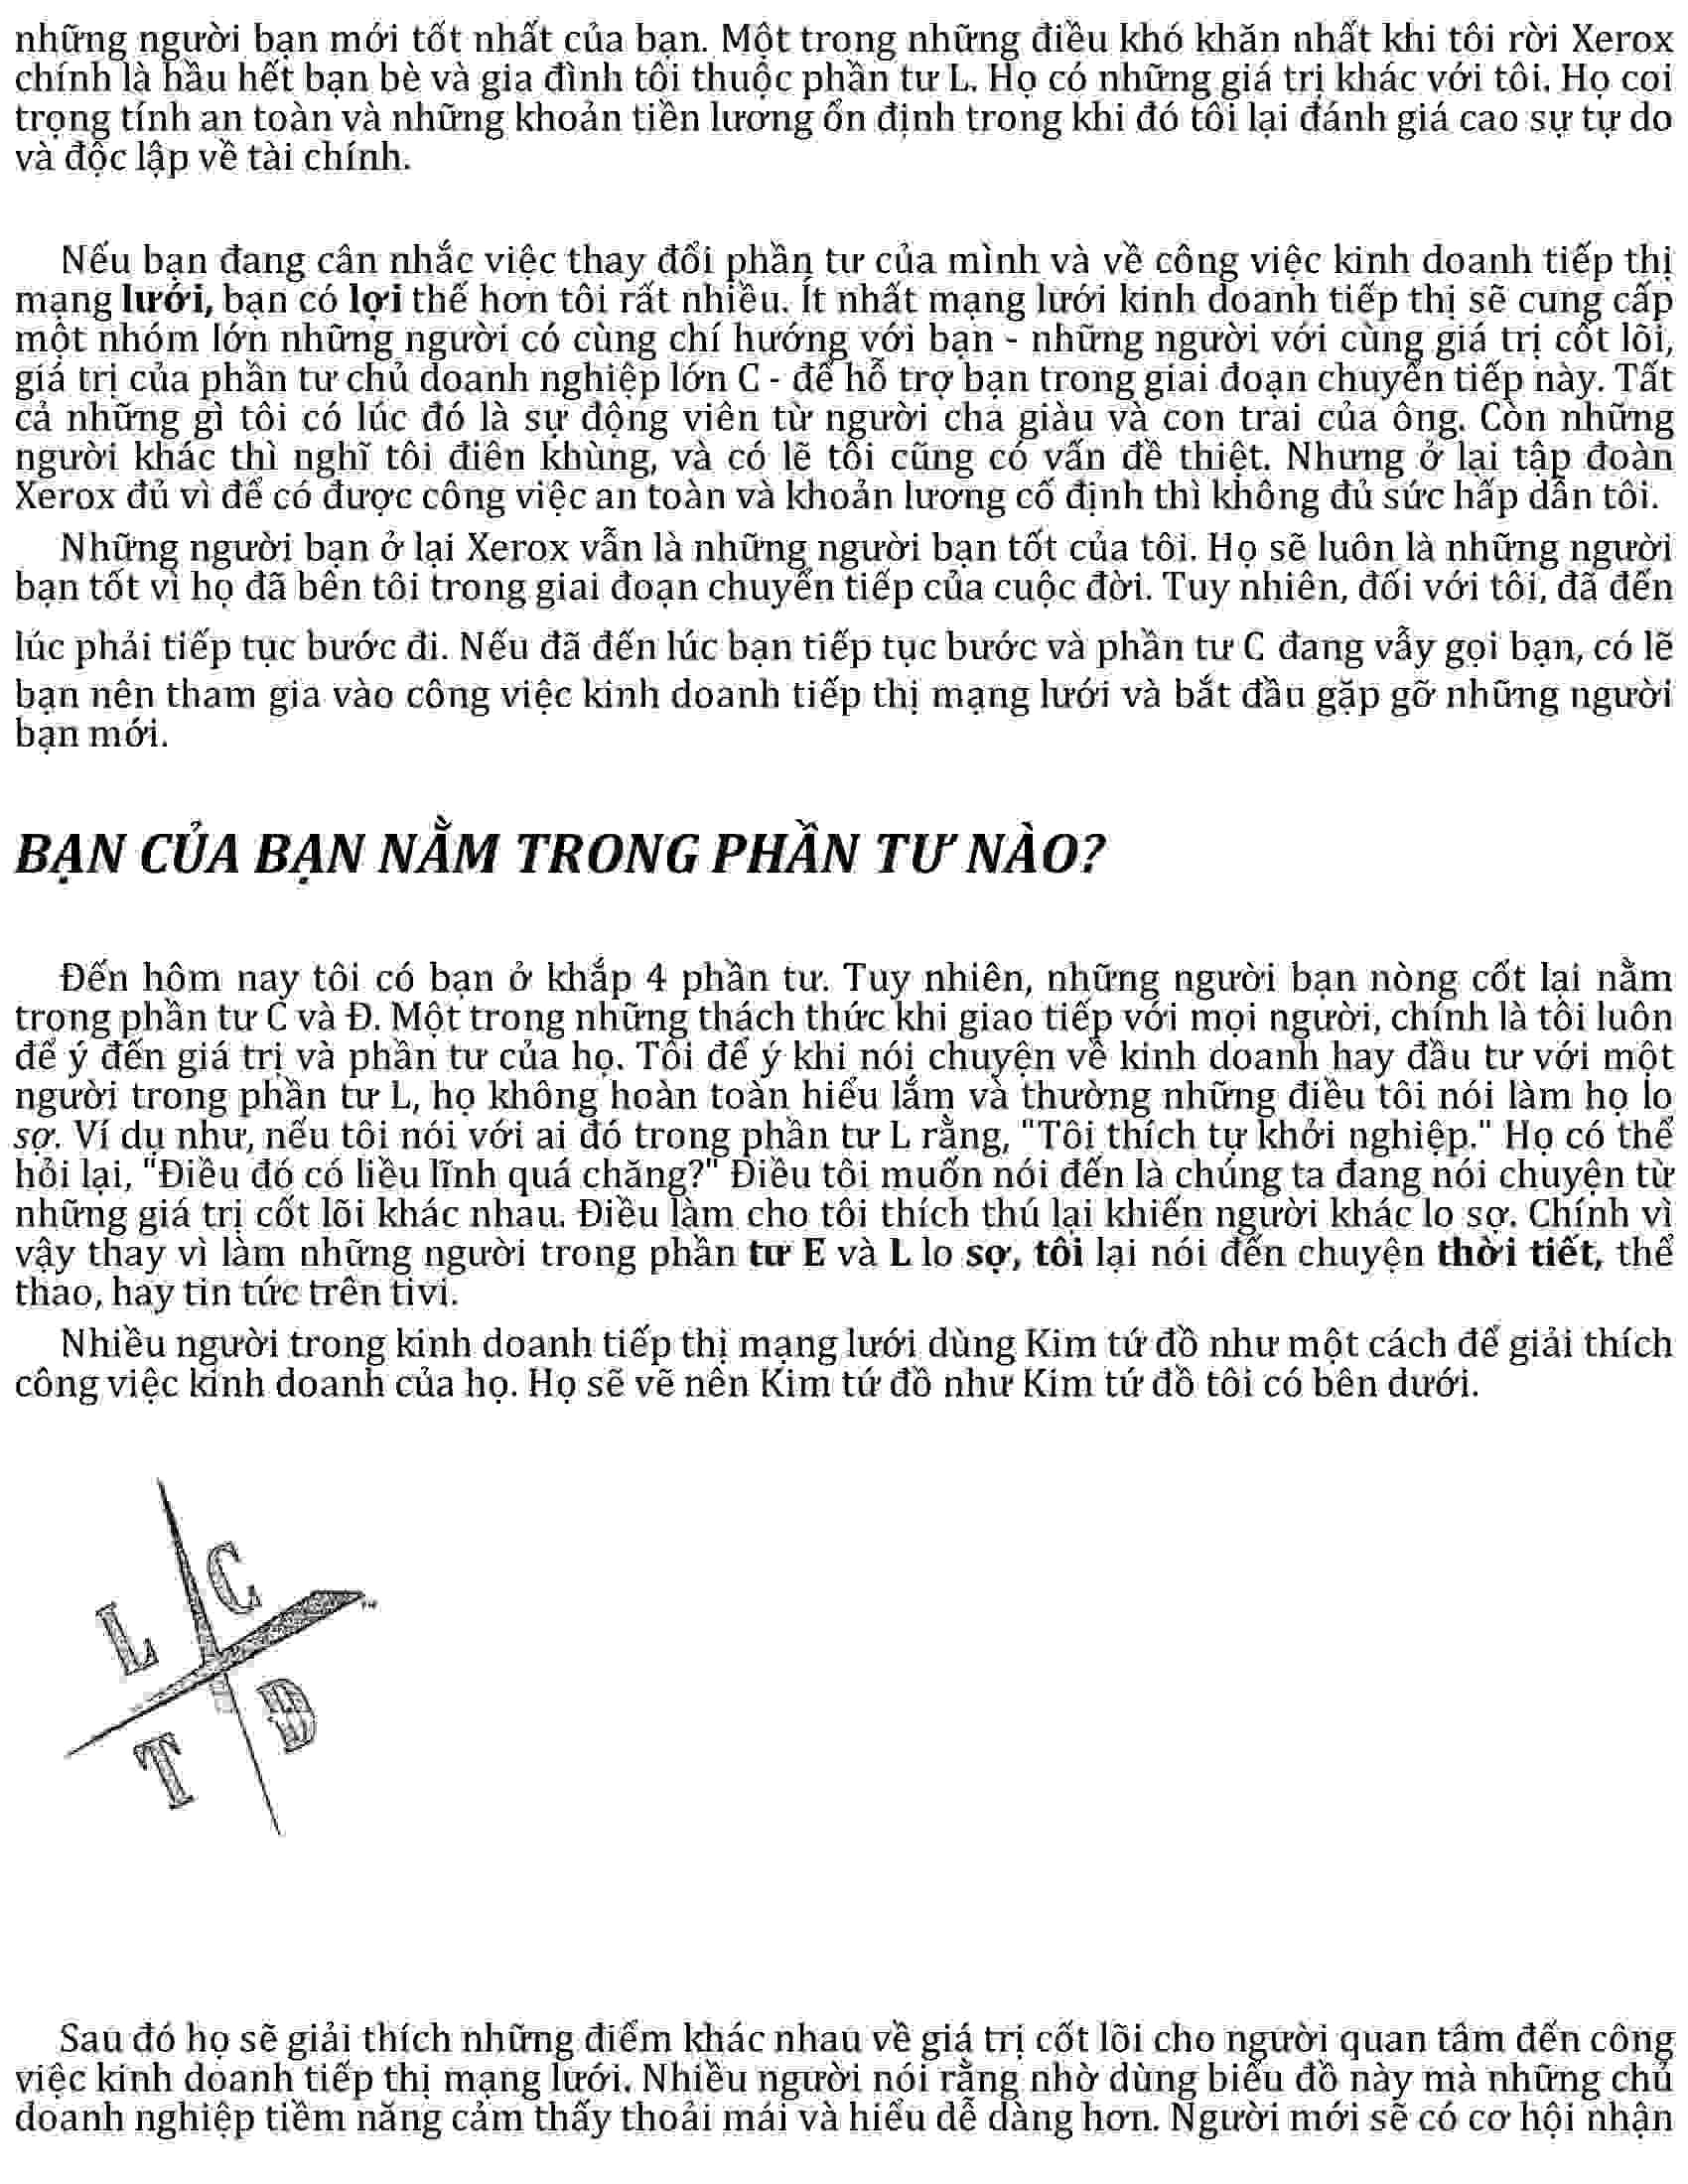 những người bạn mới tốt nhất của bạn. Một trong những điều khó khăn nhất khi tôi rời Xerox
chính là hầu hết bạn bè và gia đình tôi thuộc phần tư L. Họ có những giá trị khác với tôi. Họ coi
trọng tính an toàn và những khoản tiền lương ổn định trong khi đó tôi lại đánh giá cao sự tự do
và độc lập về tài chính.
Nếu bạn đang cân nhắc việc thay đổi phần tư của mình và về công việc kinh doanh tiếp thị
mạng lưới, bạn có lợi thế hơn tôi rất nhiều. Ít nhất mạng lưới kinh doanh tiếp thị sẽ cung cấp
một nhóm lớn những người có cùng chí hướng với bạn - những người với cùng giá trị cốt lõi,
giá trị của phần tư chủ doanh nghiệp lớn C - để hỗ trợ bạn trong giai đoạn chuyển tiếp này. Tất
cả những gì tôi có lúc đó là sự động viên từ người cha giàu và con trai của ông. Còn những
người khác thì nghĩ tôi điên khùng, và có lẽ tôi cũng có vấn đề thiệt. Nhưng ở lại tập đoàn
Xerox đủ vì để có được công việc an toàn và khoản lương cố định thì không đủ sức hấp dẫn tôi.
Những người bạn ở lại Xerox vẫn là những người bạn tốt của tôi. Họ sẽ luôn là những người
bạn tốt vì họ đã bên tôi trong giai đoạn chuyển tiếp của cuộc đời. Tuy nhiên, đối với tôi, đã đến
lúc phải tiếp tục bước đi. Nếu đã đến lúc bạn tiếp tục bước và phần tư C đang vẫy gọi bạn, có lẽ
bạn nên tham gia vào công việc kinh doanh tiếp thị mạng lưới và bắt đầu gặp gỡ những người
bạn mới.
BẠN CỦA BẠN NẰM TRONG PHẦN TƯ NÀO?
Đến hôm nay tôi có bạn ở khắp 4 phần tư. Tuy nhiên, những người bạn nòng cốt lại nằm
trong phần tư C và Đ. Một trong những thách thức khi giao tiếp với mọi người, chính là tôi luôn
để ý đến giá trị và phần tư của họ. Tôi để ý khi nói chuyện về kinh doanh hay đầu tư với một
người trong phần tư L, họ không hoàn toàn hiểu lắm và thường những điều tôi nói làm họ lo
sợ. Ví dụ như, nếu tôi nói với ai đó trong phần tư L rằng, "Tôi thích tự khởi nghiệp." Họ có thể
hỏi lại, "Điều đó có liều lĩnh quá chăng?" Điều tôi muốn nói đến là chúng ta đang nói chuyện từ
những giá trị cốt lõi khác nhau. Điều làm cho tôi thích thú lại khiến người khác lo sợ. Chính vì
vậy thay vì làm những người trong phần tư E và L lo sợ, tôi lại nói đến chuyện thời tiết, thể
thao, hay tin tức trên tivi.
Nhiều người trong kinh doanh tiếp thị mạng lưới dùng Kim tứ đồ như một cách để giải thích
công việc kinh doanh của họ. Họ sẽ vẽ nên Kim tứ đồ như Kim tứ đồ tôi có bên dưới.
L C
T Đ
Sau đó họ sẽ giải thích những điểm khác nhau về giá trị cốt lõi cho người quan tâm đến công
việc kinh doanh tiếp thị mạng lưới. Nhiều người nói rằng nhờ dùng biểu đồ này mà những chủ
doanh nghiệp tiềm năng cảm thấy thoải mái và hiểu dễ dàng hơn. Người mới sẽ có cơ hội nhận